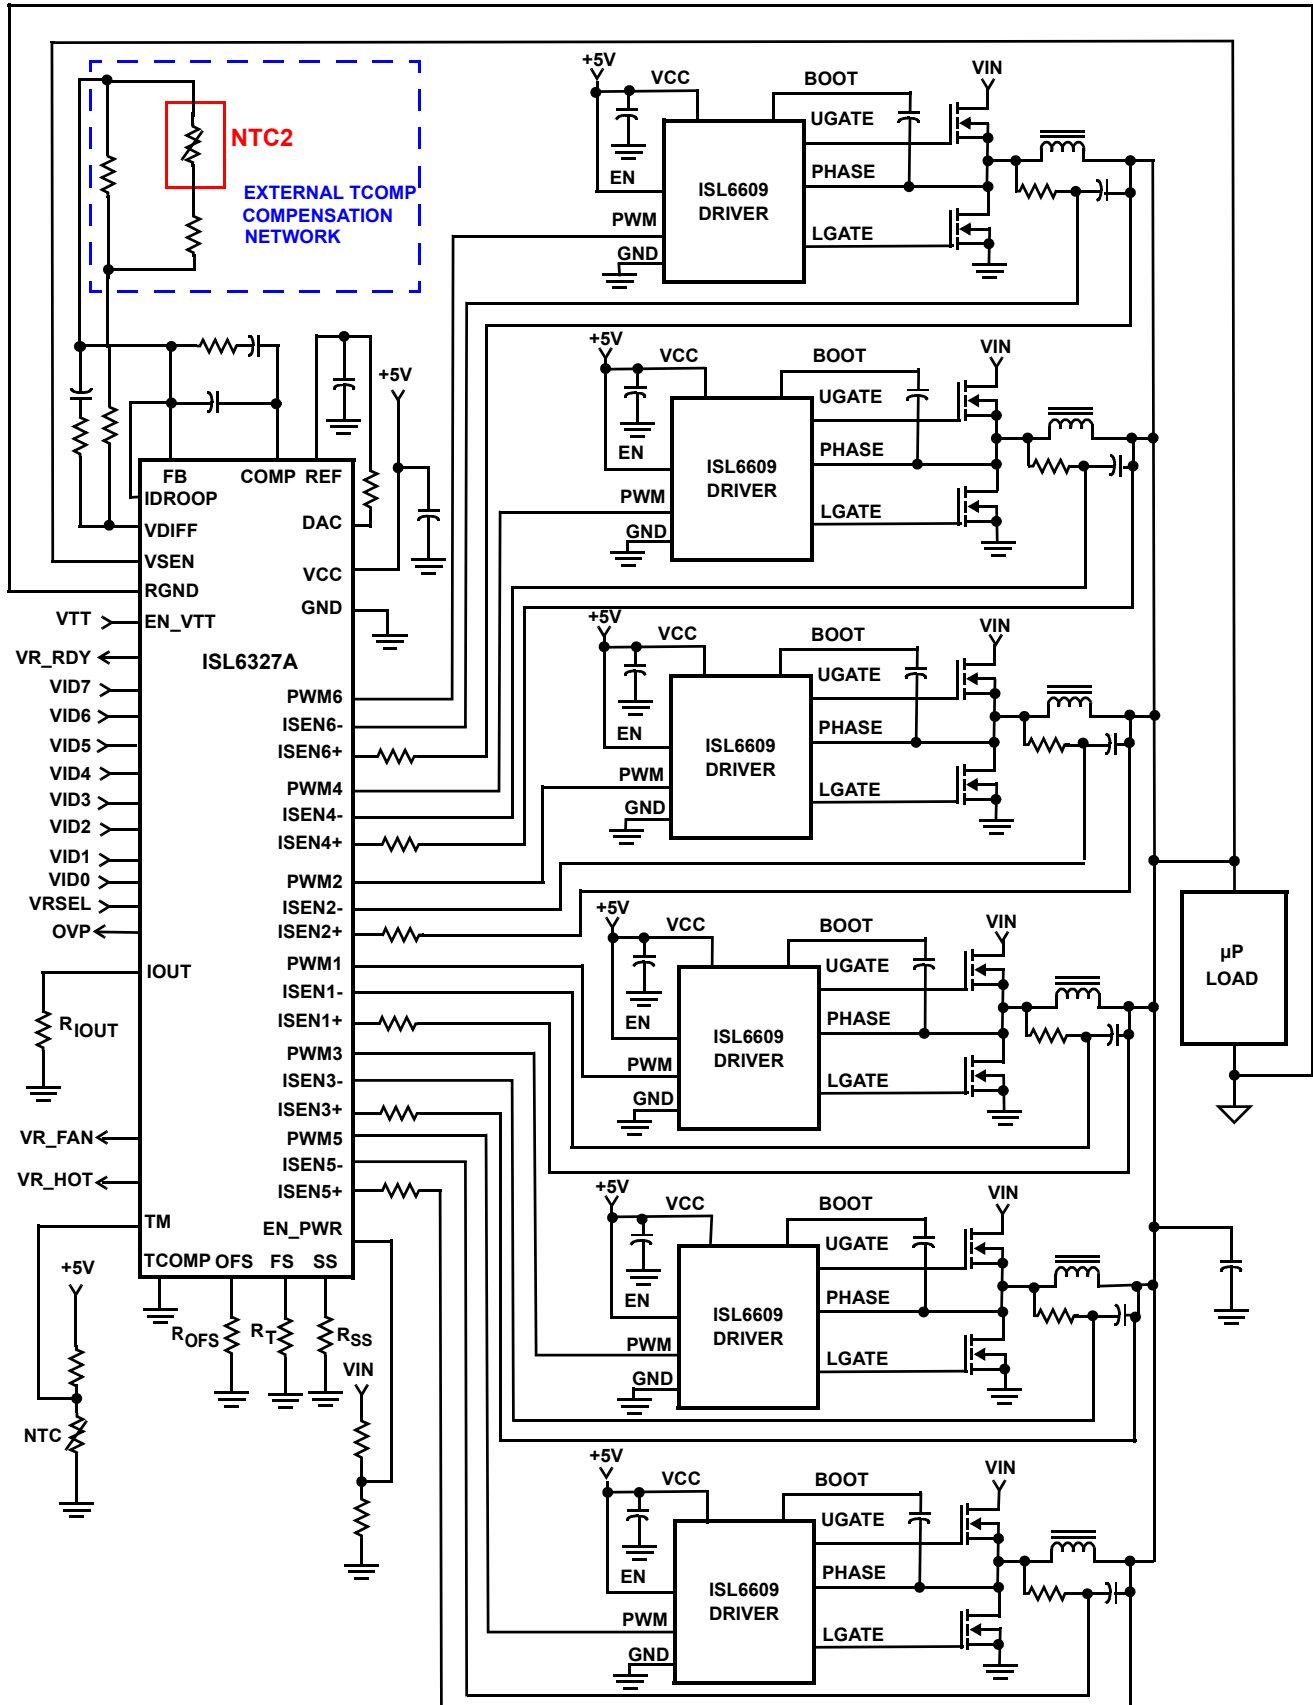 NTC2
EXTERNAL TCOMP
COMPENSATION
NETWORK
+5V
VCC
BOOT
VIN
UGATE
EN
ISL6609
DRIVER
PHASE
PWM
LGATE
GND
+5V
VCC
BOOT
VIN
UGATE
EN
ISL6609
DRIVER
PHASE
PWM
LGATE
GND
+5V
VCC
BOOT
VIN
UGATE
EN
ISL6609
DRIVER
PHASE
PWM
LGATE
GND
+5V
VCC
BOOT
VIN
UGATE
EN
ISL6609
DRIVER
PHASE
PWM
LGATE
GND
+5V
VCC
BOOT
VIN
UGATE
EN
ISL6609
DRIVER
PHASE
PWM
LGATE
GND
+5V
VCC
BOOT
VIN
UGATE
EN
ISL6609
DRIVER
PHASE
PWM
LGATE
GND
+5V
FB
COMP
REF
IDROOP
VDIFF
DAC
VSEN
VCC
RGND
GND
VTT
EN_VTT
VR_RDY
ISL6327A
VID7
VID6
VID5
VID4
VID3
VID2
VID1
VID0
VRSEL
OVP
PWM6
ISEN6-
ISEN6+
PWM4
ISEN4-
ISEN4+
PWM2
ISEN2-
ISEN2+
PWM1
ISEN1-
ISEN1+
PWM3
ISEN3-
ISEN3+
PWM5
ISEN5-
ISEN5+
EN_PWR
IOUT
RIOUT
VR_FAN
VR_HOT
TM
TCOMP
OFS
FS
SS
+5V
ROFS
RT
RSS
VIN
NTC
µP
LOAD